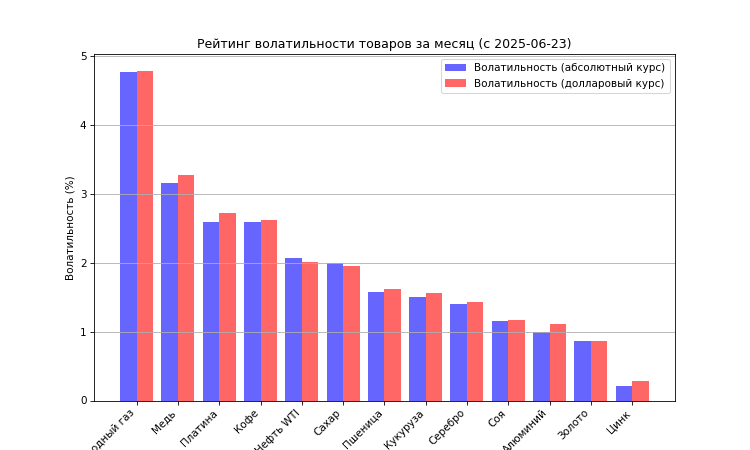 Рейтинг волатильности товаров за месяц (с 2025-06-23)
Волатильность (абсолютный курс)
Волатильность (долларовый курс)
Волатильность (%)
5
4
3
2
1
0
газ
Медь
Платина
Кофе
Нефть WTI
Сахар
Пшеница
Кукуруза
Серебро
Соя
Алюминий
Золото
Цинк